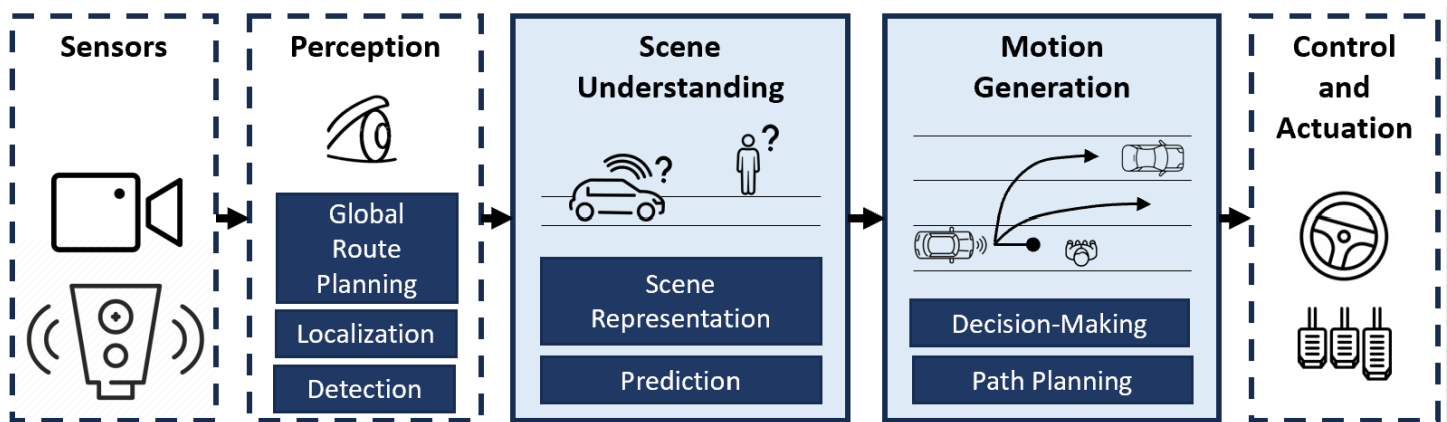 Sensors
Perception
Global
Route
Planning
Localization
Detection
Scene
Understanding
?
?
Scene
Representation
Prediction
Motion
Generation
Decision-Making
Path Planning
Control
and
Actuation